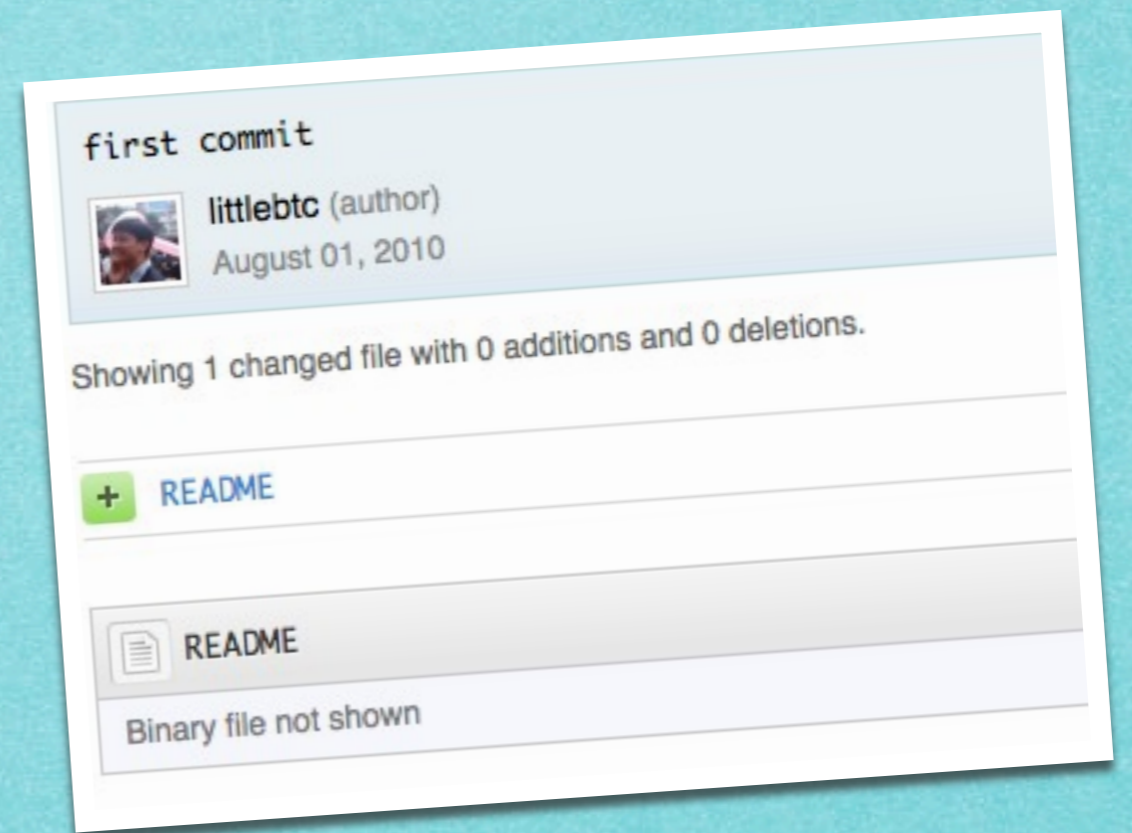 first commit
littlebtc (author)
August 01, 2010
Showing 1 changed file with 0 additions and 0 deletions.
+ README
README
Binary file not shown